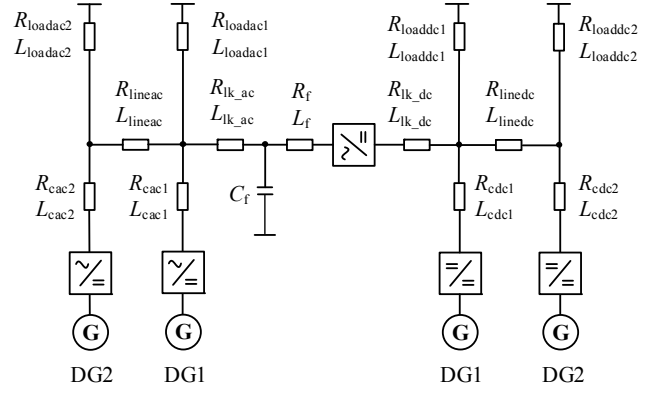 R_loadac2
L_loadac2
R_loadac1
L_loadac1
R_loaddc1
L_loaddc1
R_loaddc2
L_loaddc2
R_lineac
L_lineac
R_lk_ac
L_lk_ac
R_f
L_f
R_lk_dc
L_lk_dc
R_linedc
L_linedc
R_cac2
L_cac2
R_cac1
L_cac1
C_f
R_cdc1
L_cdc1
R_cdc2
L_cdc2
G
G
G
G
DG2
DG1
DG1
DG2